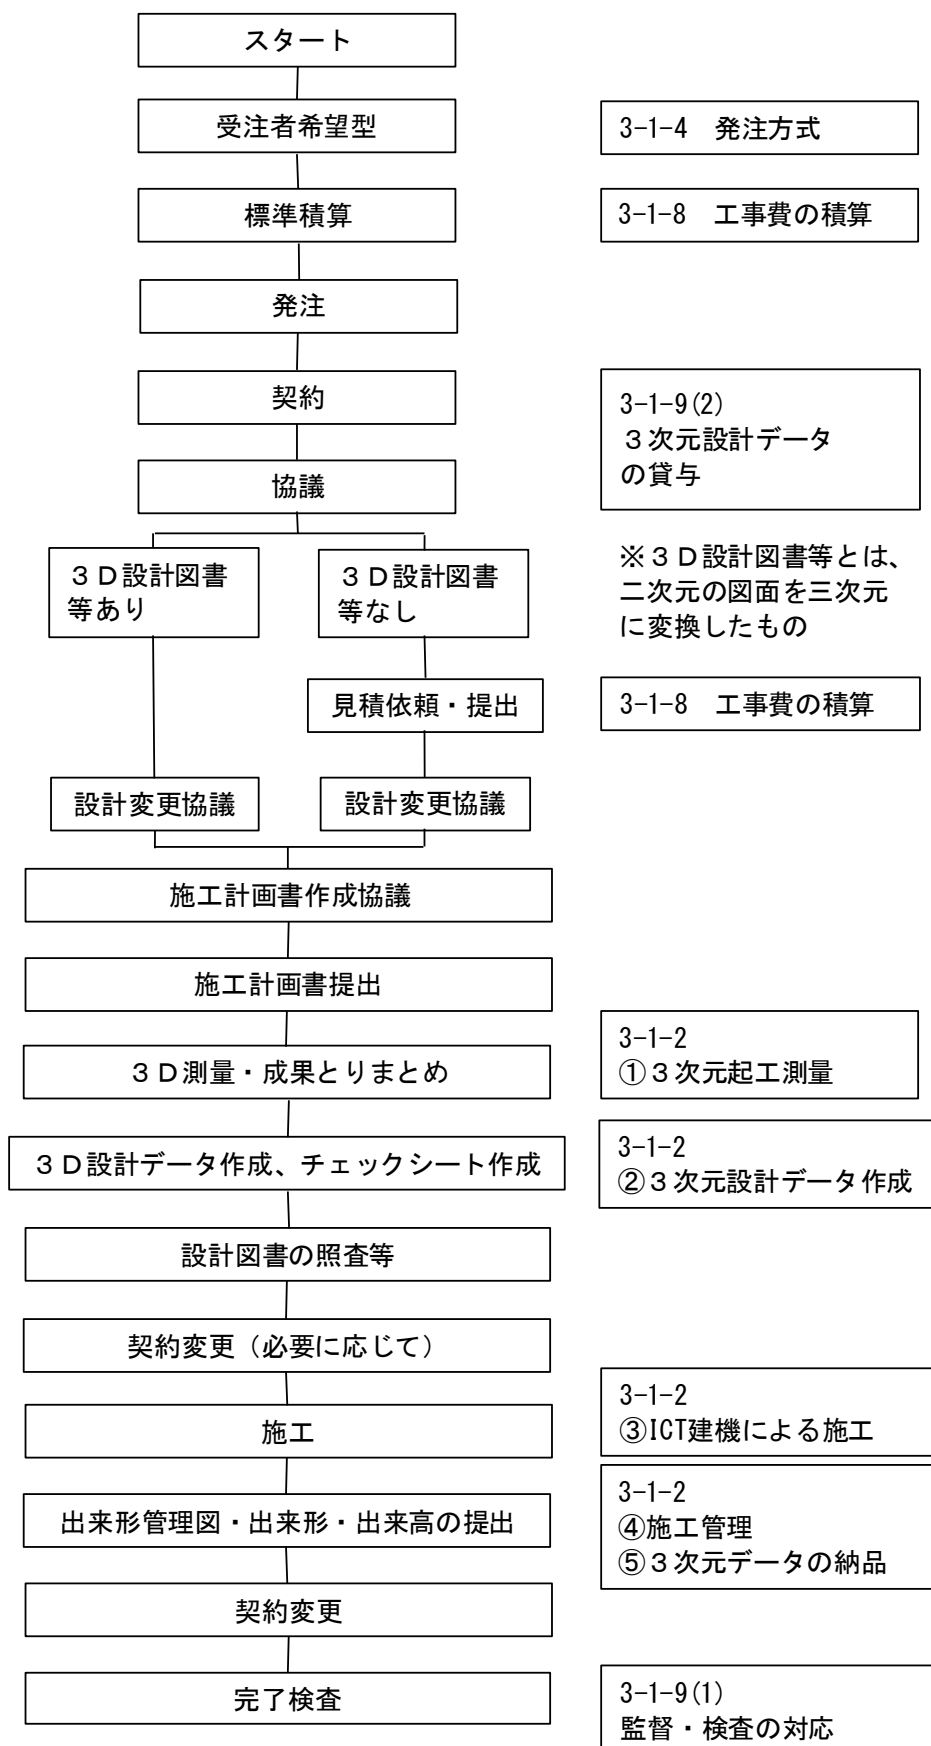 スタート
受注者希望型
3-1-4　発注方式
標準積算
3-1-8　工事費の積算
発注
契約
3-1-9(2)
３次元設計データ
の貸与
協議
３Ｄ設計図書
等あり
３Ｄ設計図書
等なし
※３Ｄ設計図書等とは、
二次元の図面を三次元
に変換したもの
見積依頼・提出
3-1-8　工事費の積算
設計変更協議
設計変更協議
施工計画書作成協議
施工計画書提出
３Ｄ測量・成果とりまとめ
3-1-2
①３次元起工測量
３Ｄ設計データ作成、チェックシート作成
3-1-2
②３次元設計データ作成
設計図書の照査等
契約変更（必要に応じて）
施工
3-1-2
③ICT建機による施工
出来形管理図・出来形・出来高の提出
3-1-2
④施工管理
⑤３次元データの納品
契約変更
完了検査
3-1-9(1)
監督・検査の対応